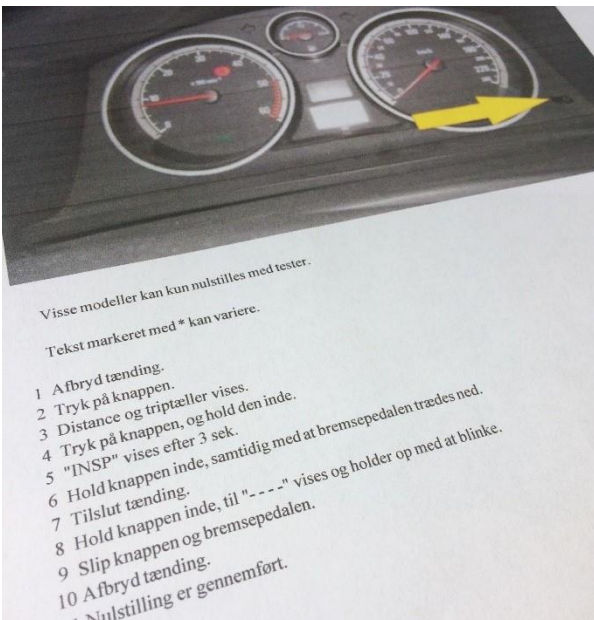 Visse modeller kan kun nulstilles med tester.
Tekst markeret med * kan variere.
1 Afbryd tænding.
2 Tryk på knappen.
3 Distance og triptæller vises.
4 Tryk på knappen, og hold den inde.
5 "INSP" vises efter 3 sek.
6 Hold knappen inde, samtidig med at bremsepedalen trædes ned.
7 Tilslut tænding.
8 Hold knappen inde, til "- - - -" vises og holder op med at blinke.
9 Slip knappen og bremsepedalen.
10 Afbryd tænding.
Nulstilling er gennemført.